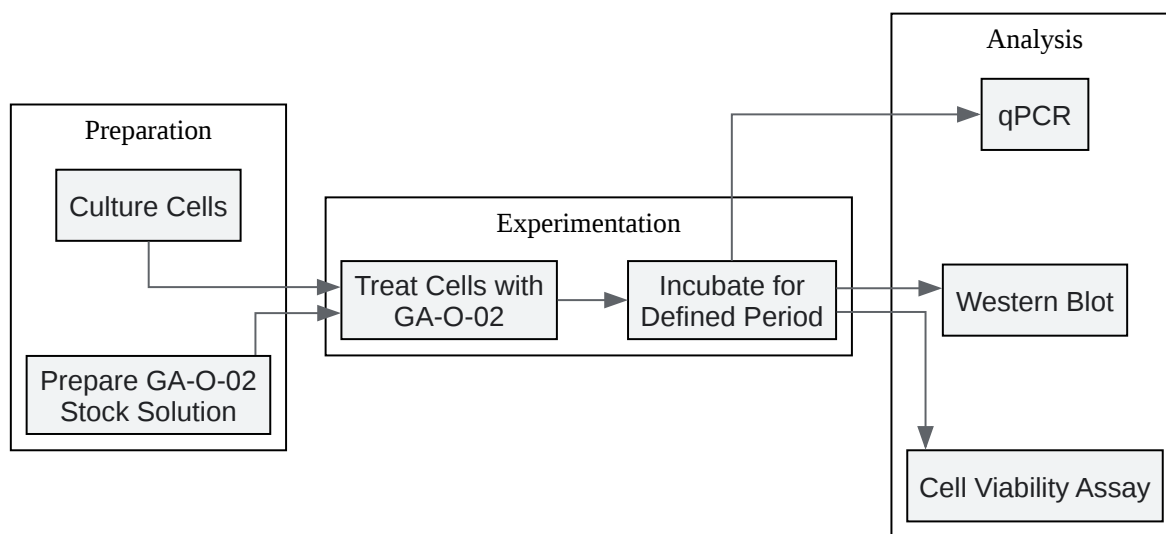 Preparation
Culture Cells
Prepare GA-O-02
Stock Solution
Experimentation
Treat Cells with
GA-O-02
Incubate for
Defined Period
Analysis
qPCR
Western Blot
Cell Viability Assay